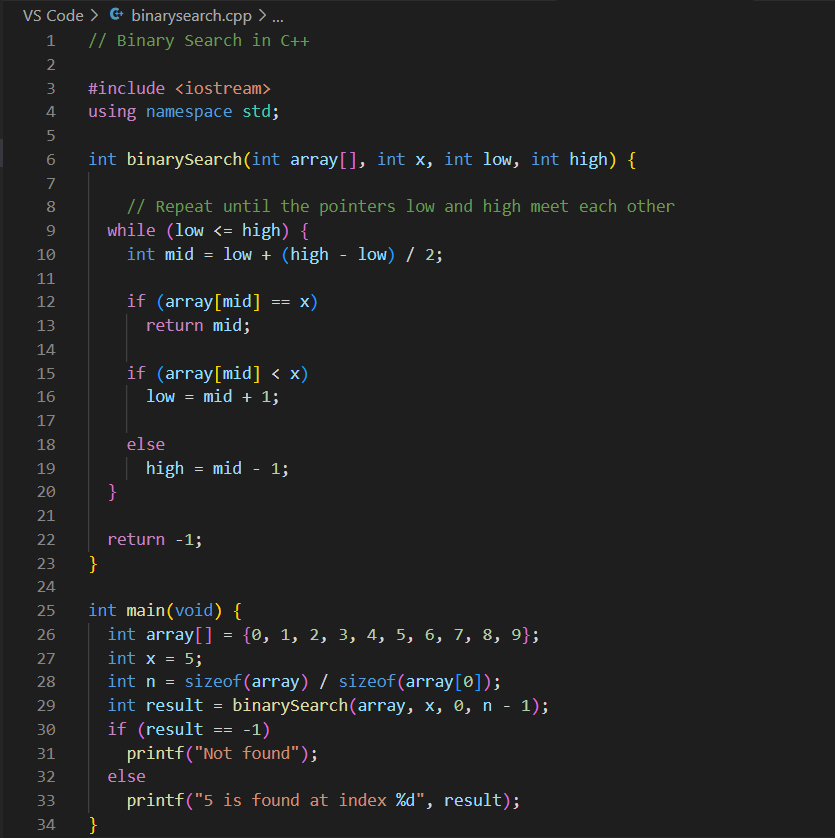 VS Code > binarysearch.cpp > ...
1 // Binary Search in C++
2
3 #include <iostream>
4 using namespace std;
5
6 int binarySearch(int array[], int x, int low, int high) {
7
8     // Repeat until the pointers low and high meet each other
9   while (low <= high) {
10     int mid = low + (high - low) / 2;
11
12     if (array[mid] == x)
13       return mid;
14
15     if (array[mid] < x)
16       low = mid + 1;
17
18     else
19       high = mid - 1;
20   }
21
22   return -1;
23 }
24
25 int main(void) {
26   int array[] = {0, 1, 2, 3, 4, 5, 6, 7, 8, 9};
27   int x = 5;
28   int n = sizeof(array) / sizeof(array[0]);
29   int result = binarySearch(array, x, 0, n - 1);
30   if (result == -1)
31     printf("Not found");
32   else
33     printf("5 is found at index %d", result);
34 }